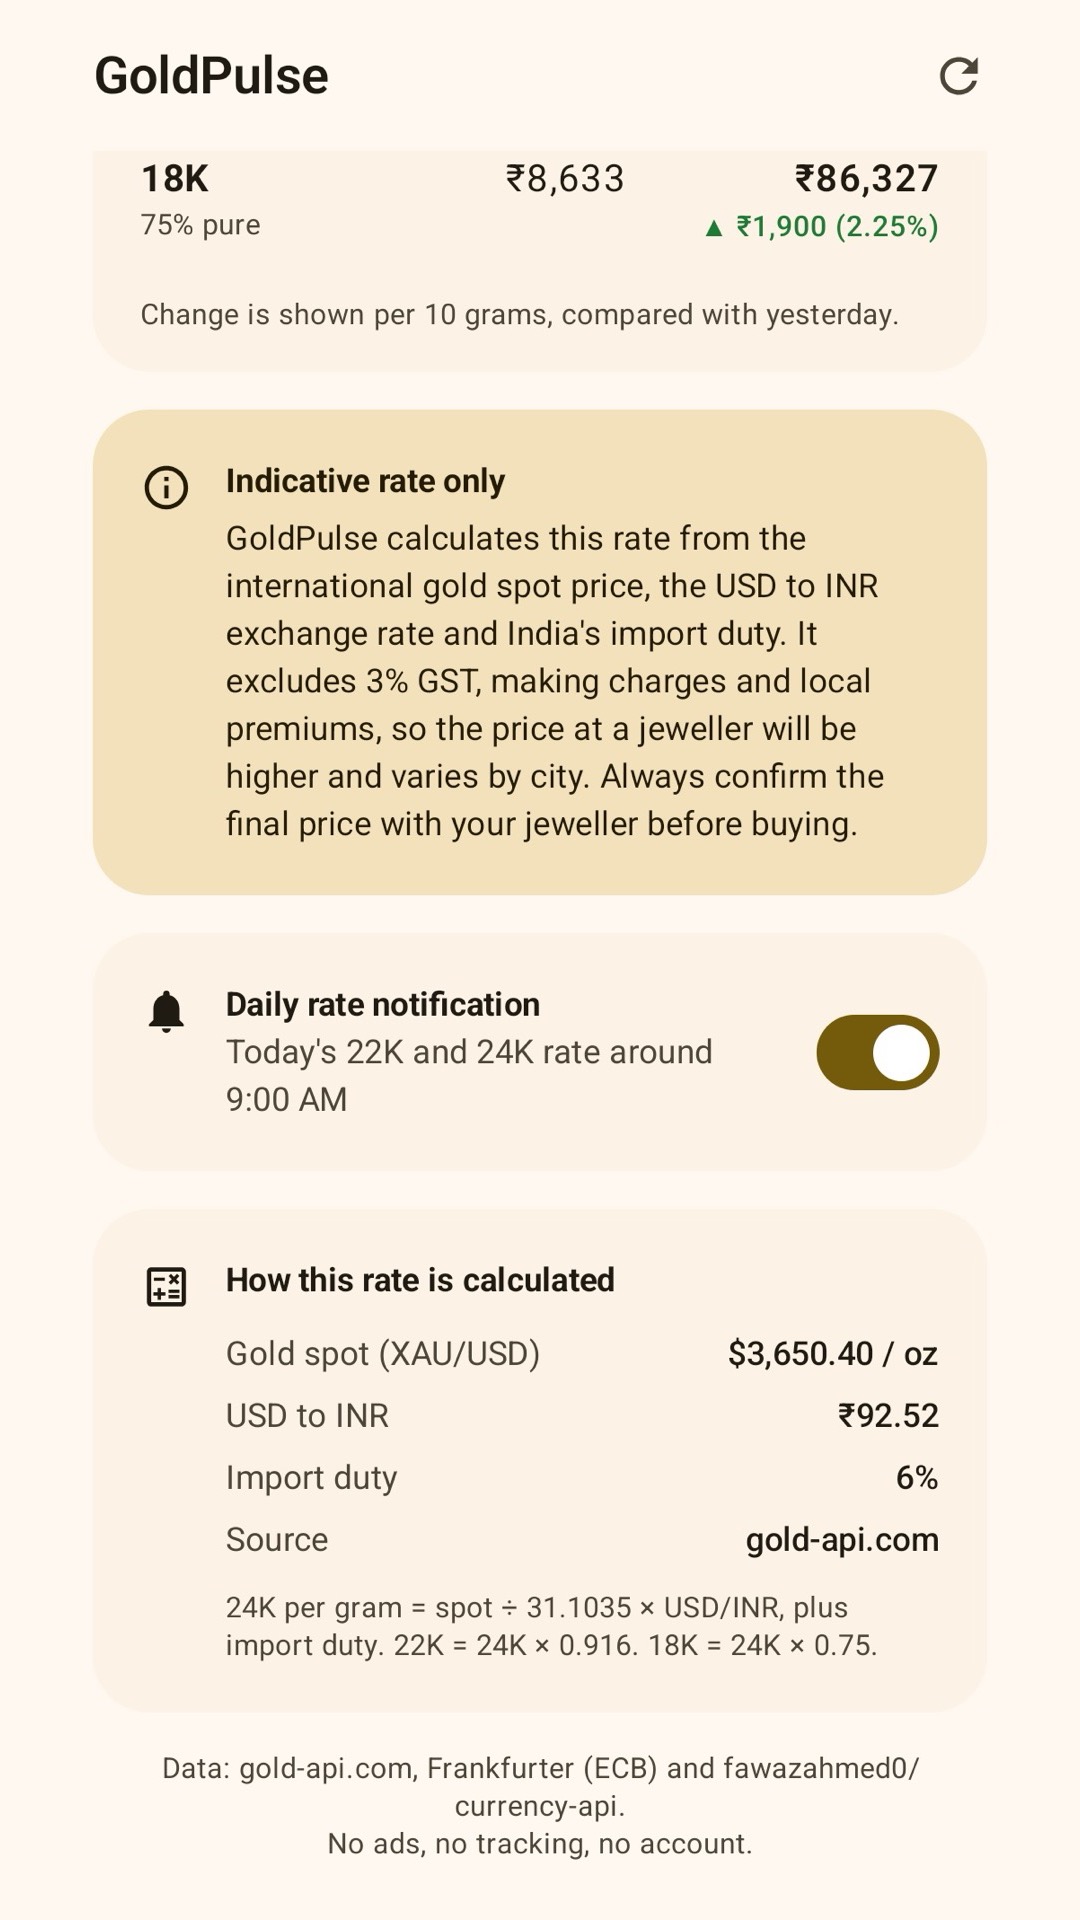 GoldPulse
18K ₹8,633 ₹86,327
75% pure ▲ ₹1,900 (2.25%)
Change is shown per 10 grams, compared with yesterday.
Indicative rate only
GoldPulse calculates this rate from the
international gold spot price, the USD to INR
exchange rate and India's import duty. It
excludes 3% GST, making charges and local
premiums, so the price at a jeweller will be
higher and varies by city. Always confirm the
final price with your jeweller before buying.
Daily rate notification
Today's 22K and 24K rate around
9:00 AM
How this rate is calculated
Gold spot (XAU/USD) $3,650.40 / oz
USD to INR ₹92.52
Import duty 6%
Source gold-api.com
24K per gram = spot ÷ 31.1035 × USD/INR, plus
import duty. 22K = 24K × 0.916. 18K = 24K × 0.75.
Data: gold-api.com, Frankfurter (ECB) and fawazahmed0/
currency-api.
No ads, no tracking, no account.